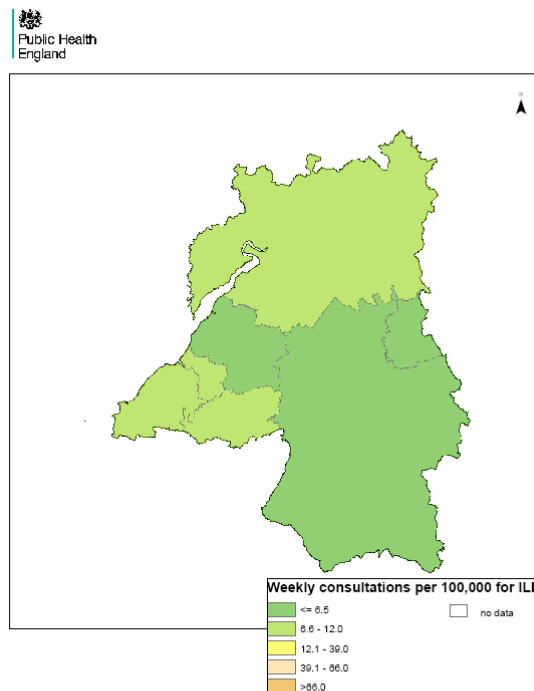 Public Health
England
N
Weekly consultations per 100,000 for ILI
<= 6.5
no data
6.6 - 12.0
12.1 - 39.0
39.1 - 66.0
>66.0